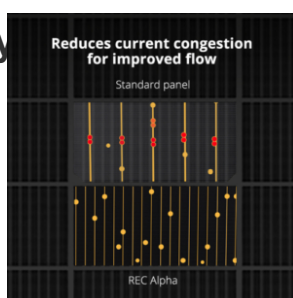 y
Reduces current congestion
for improved flow
Standard panel
REC Alpha